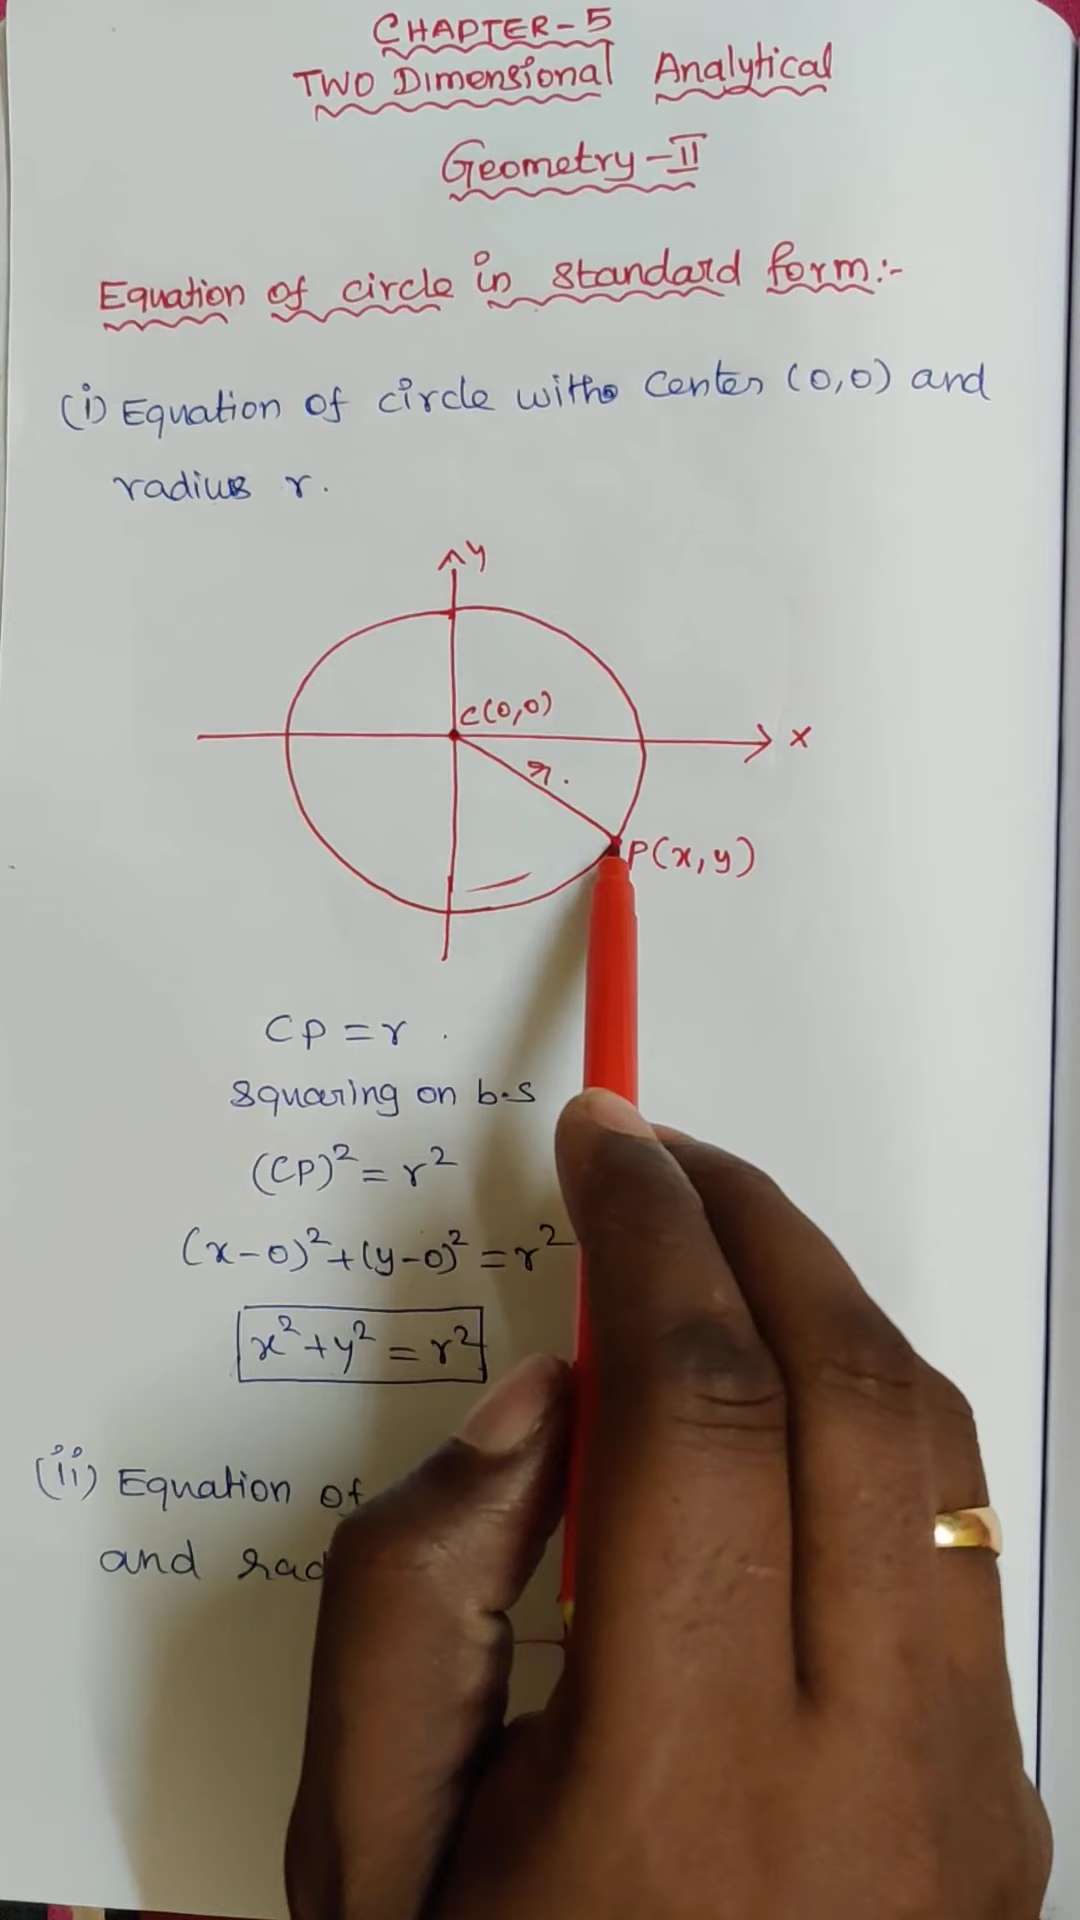 CHAPTER-5
TWO Dimensional Analytical
Geometry-II
Equation of circle in standard form:-
(i) Equation of circle with center (0,0) and
radius r.
y
C(0,0)
x
r.
P(x,y)
CP = r.
squaring on b.s
(CP)² = r²
(x-0)²+(y-0)² = r²
x²+y² = r²
(ii) Equation of
and